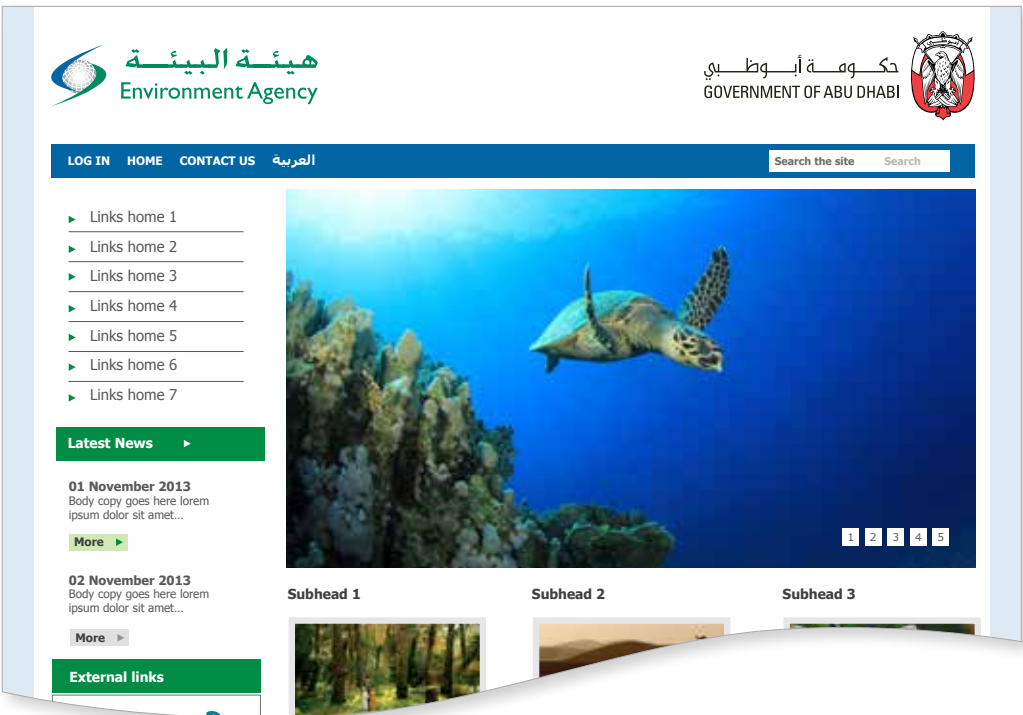 هيئة البيئة
Environment Agency
حكومة أبوظبي
GOVERNMENT OF ABU DHABI
LOG IN HOME CONTACT US العربية
Search the site Search
Links home 1
Links home 2
Links home 3
Links home 4
Links home 5
Links home 6
Links home 7
Latest News
01 November 2013
Body copy goes here lorem
ipsum dolor sit amet...
More
02 November 2013
Body copy goes here lorem
ipsum dolor sit amet...
More
External links
1 2 3 4 5
Subhead 1
Subhead 2
Subhead 3